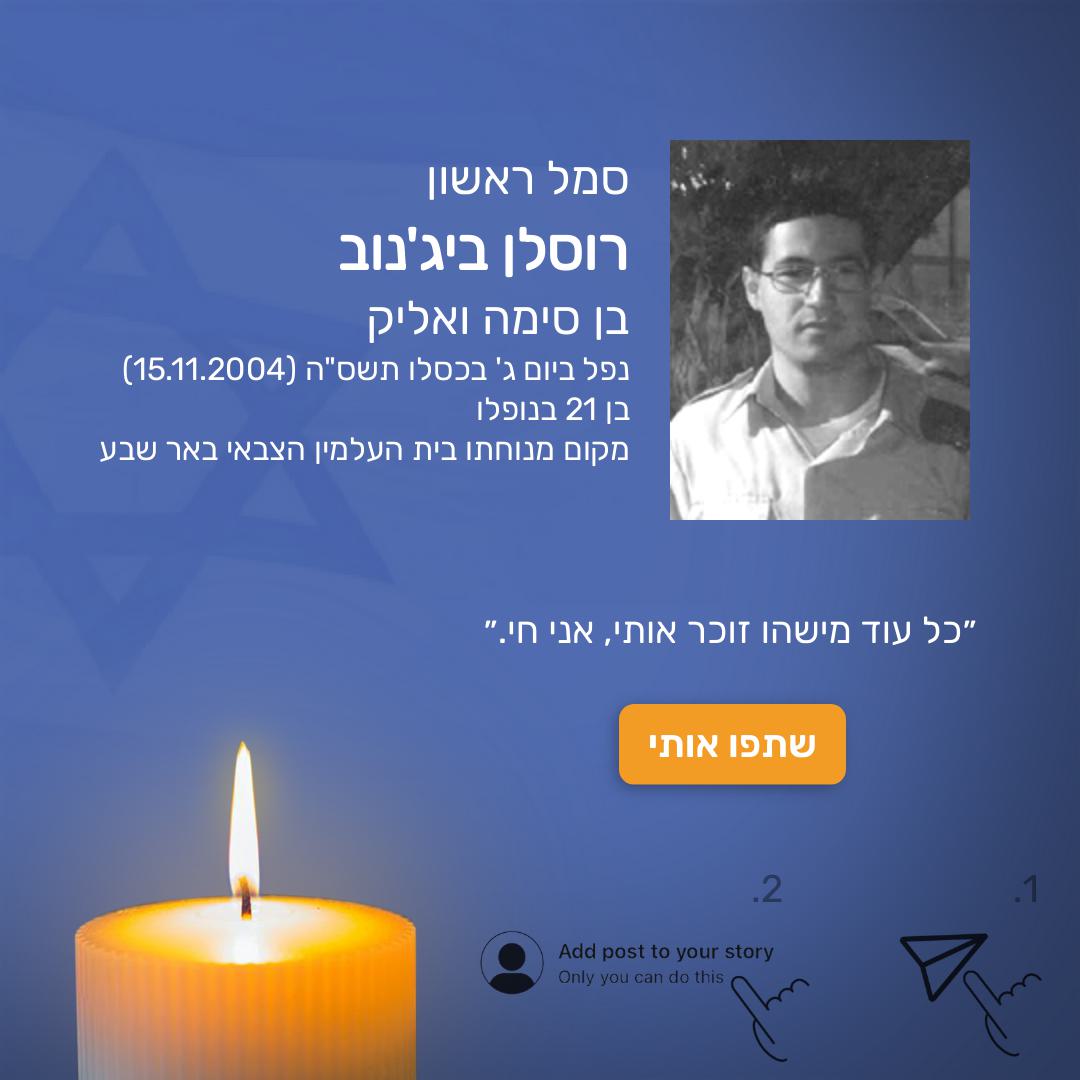 סמל ראשון
רוסלן ביג'נוב
בן סימה ואליק
נפל ביום ג' בכסלו תשס"ה (15.11.2004)
בן 21 בנופלו
מקום מנוחתו בית העלמין הצבאי באר שבע
״כל עוד מישהו זוכר אותי, אני חי.״
שתפו אותי
.1
.2
Add post to your story
Only you can do this